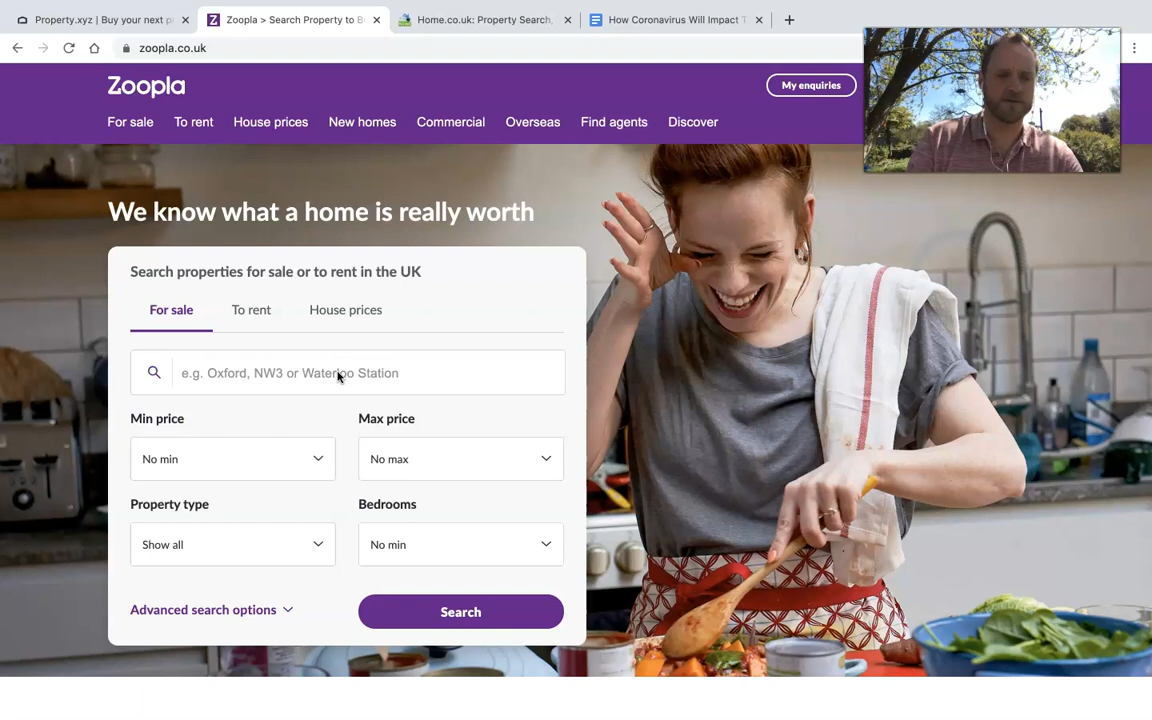 Property.xyz | Buy your next p
Zoopla > Search Property to B
Home.co.uk: Property Search,
How Coronavirus Will Impact T
zoopla.co.uk
Zoopla
My enquiries
For sale
To rent
House prices
New homes
Commercial
Overseas
Find agents
Discover
We know what a home is really worth
Search properties for sale or to rent in the UK
For sale
To rent
House prices
e.g. Oxford, NW3 or Waterloo Station
Min price
Max price
No min
No max
Property type
Bedrooms
Show all
No min
Advanced search options
Search